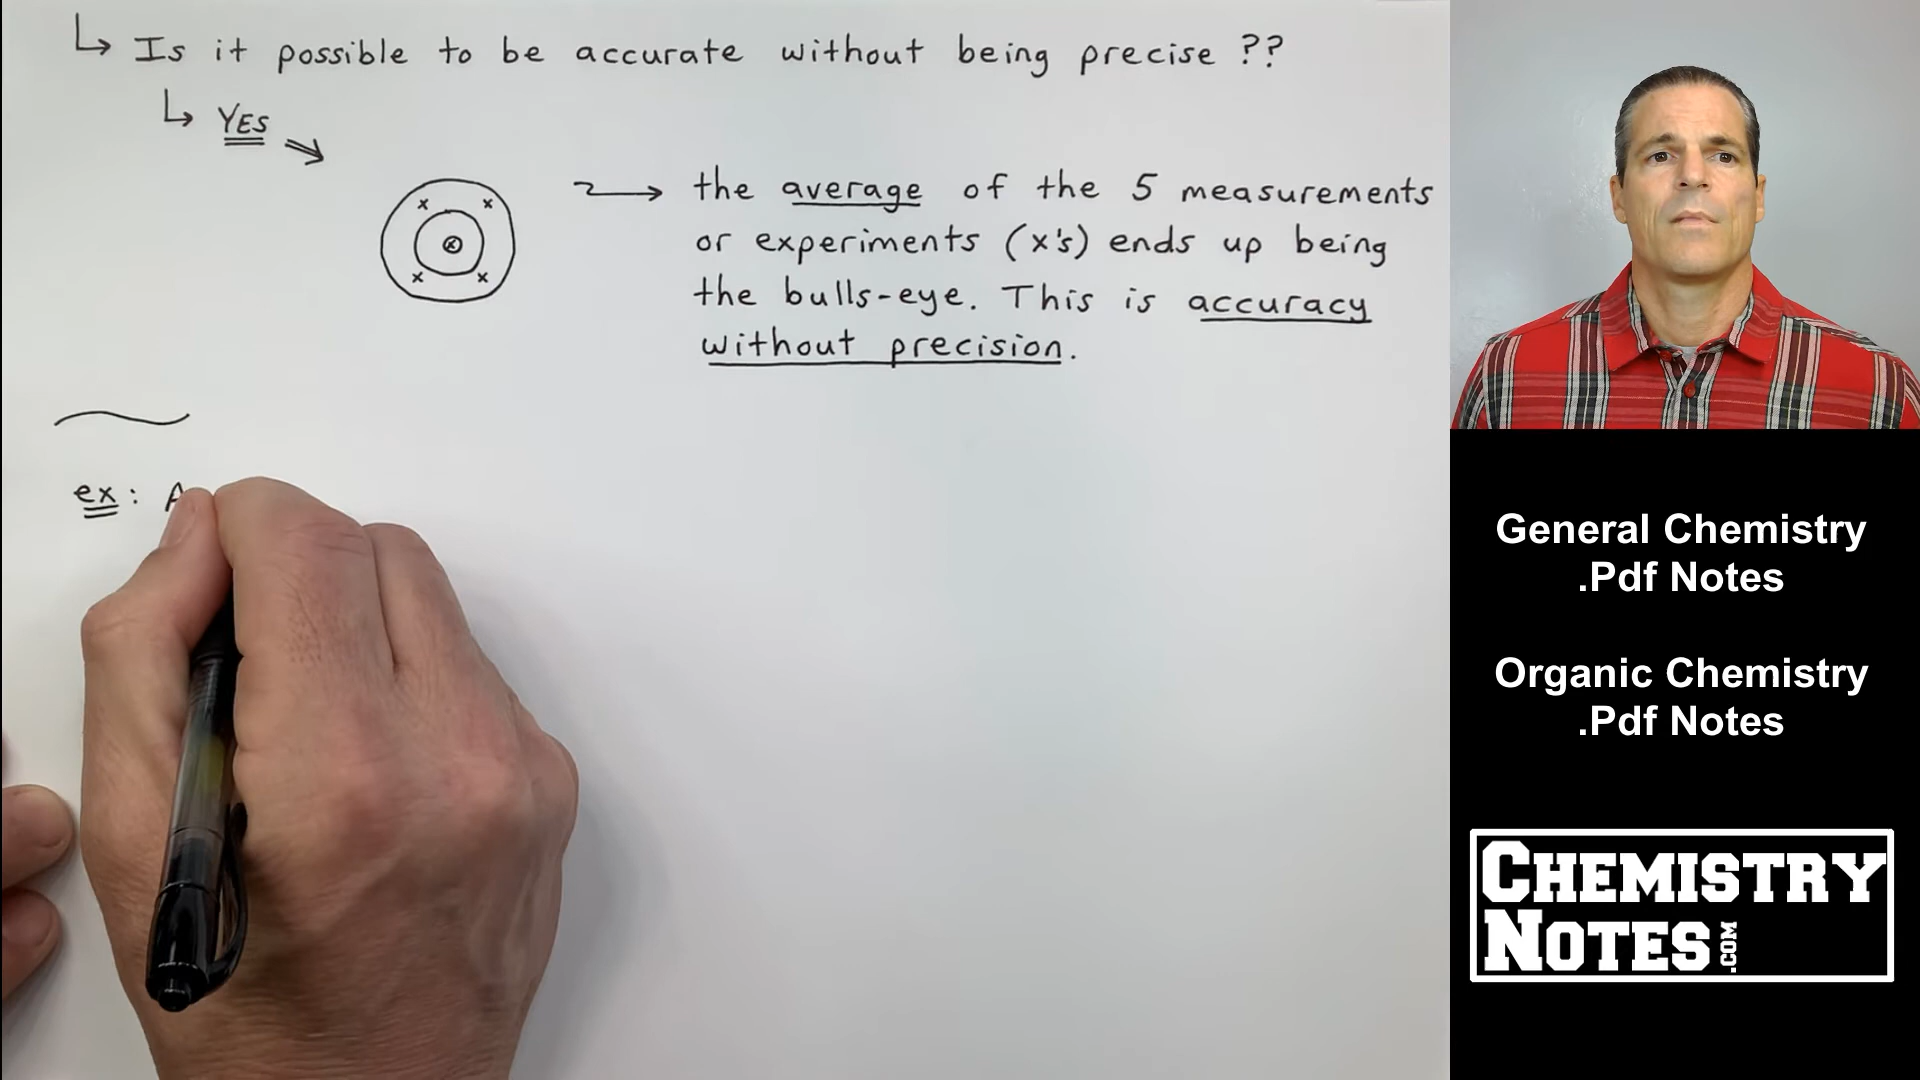 ↳ Is it possible to be accurate without being precise ??
↳ YES
the average of the 5 measurements
or experiments (x's) ends up being
the bulls-eye. This is accuracy
without precision.
ex: A
General Chemistry
.Pdf Notes
Organic Chemistry
.Pdf Notes
CHEMISTRY
NOTES.COM